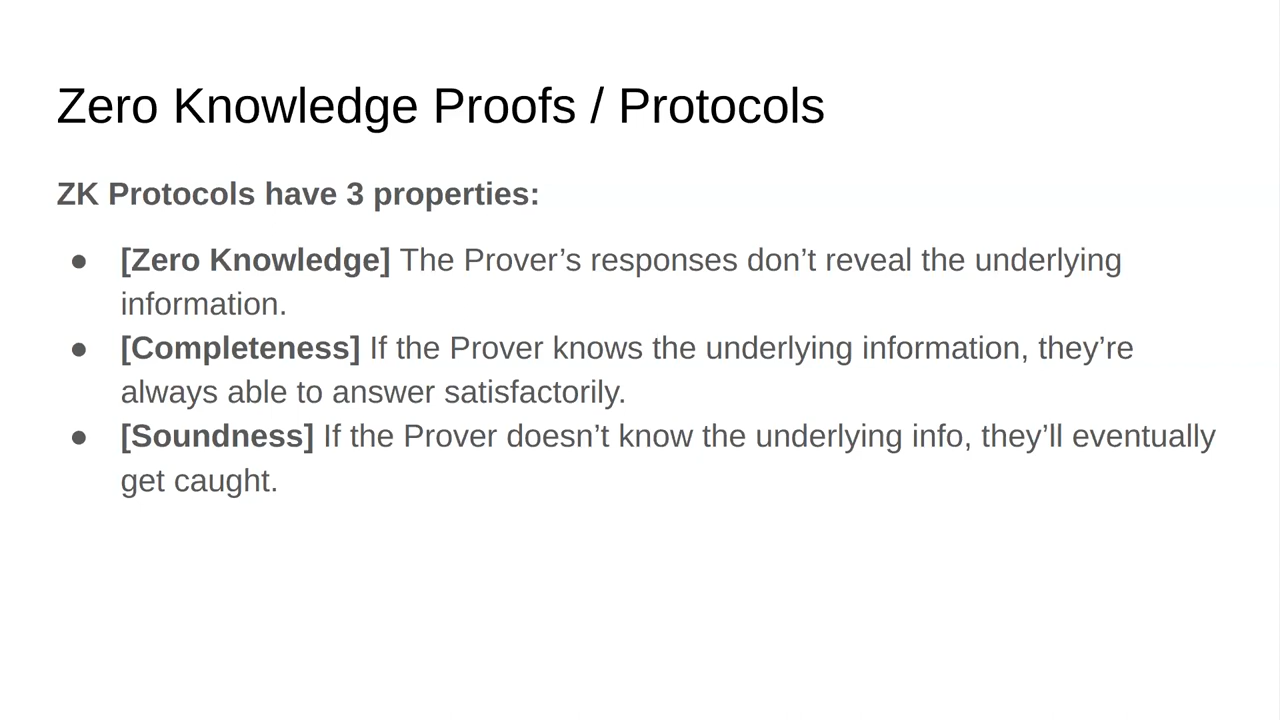 Zero Knowledge Proofs / Protocols
ZK Protocols have 3 properties:
● [Zero Knowledge] The Prover’s responses don’t reveal the underlying
information.
● [Completeness] If the Prover knows the underlying information, they’re
always able to answer satisfactorily.
● [Soundness] If the Prover doesn’t know the underlying info, they’ll eventually
get caught.